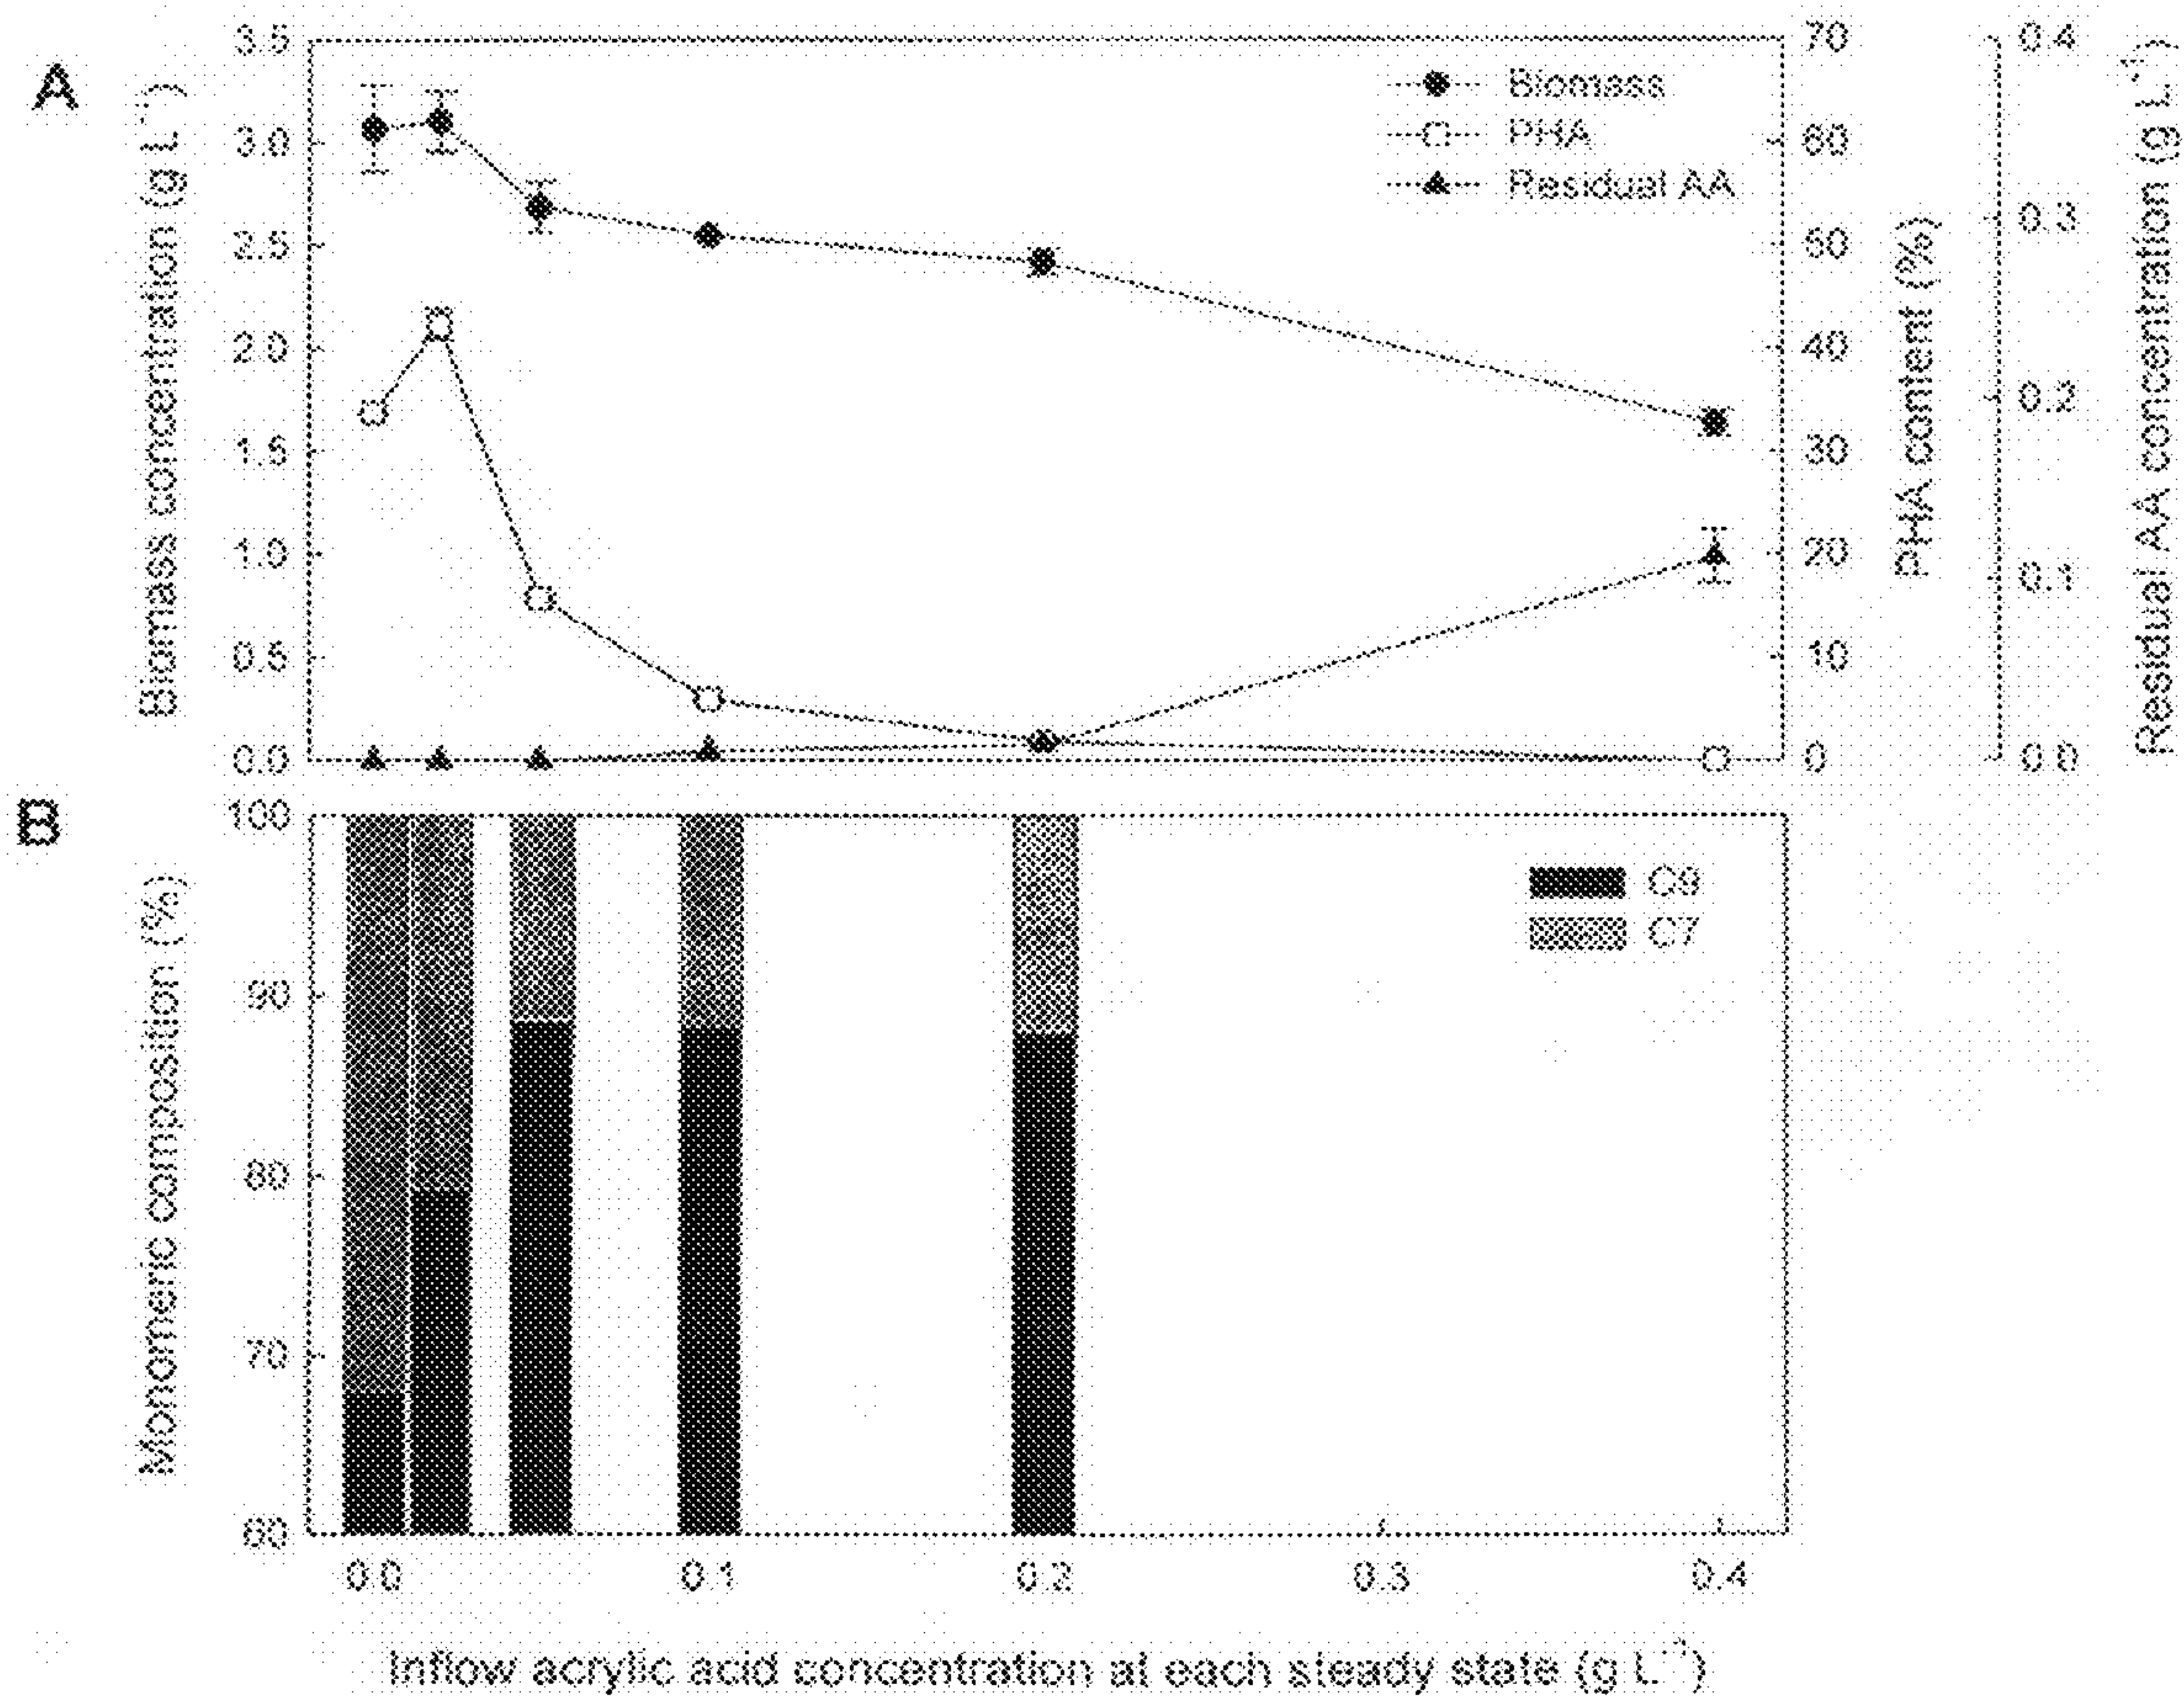 A
Biomass concentration (g L⁻¹)
3.5
3.0
2.5
2.0
1.5
1.0
0.5
0.0
Biomass
PHA
Residual AA
70
60
50
40
30
20
10
0
PHA content (%)
0.4
0.3
0.2
0.1
0.0
Residual AA concentration (g L⁻¹)
B
Monomeric composition (%)
100
90
80
70
60
C9
C7
0.0 0.1 0.2 0.3 0.4
Inflow acrylic acid concentration at each steady state (g L⁻¹)